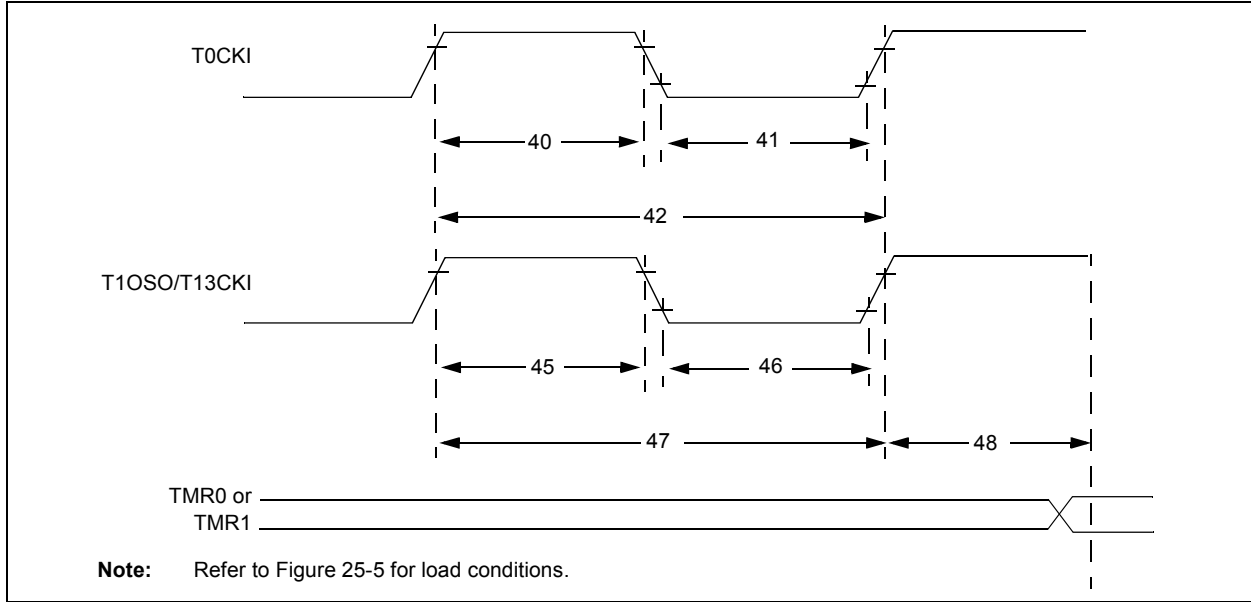 T0CKI
40
41
42
T1OSO/T13CKI
45
46
47
48
TMR0 or
TMR1
Note: Refer to Figure 25-5 for load conditions.